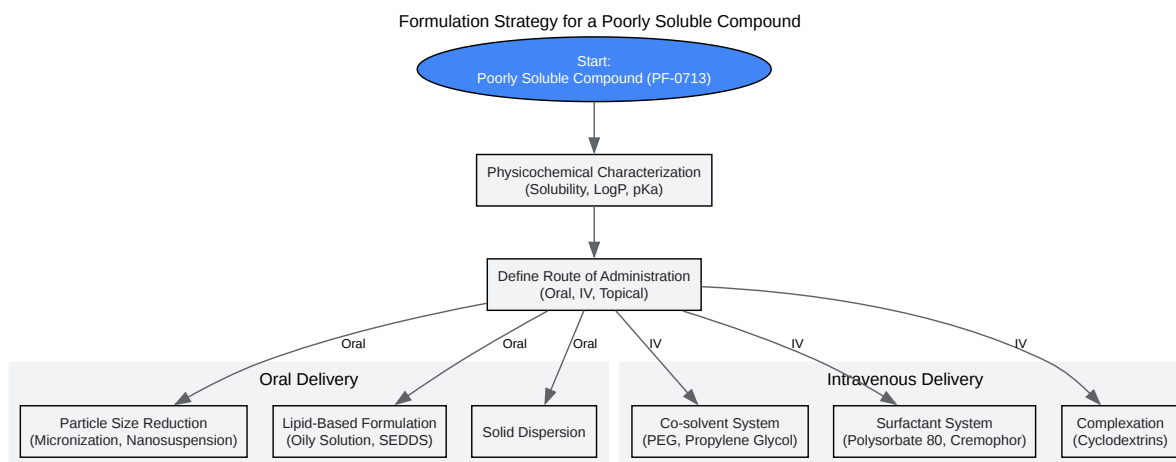 Formulation Strategy for a Poorly Soluble Compound
Start:
Poorly Soluble Compound (PF-0713)
Physicochemical Characterization
(Solubility, LogP, pKa)
Define Route of Administration
(Oral, IV, Topical)
Oral
Oral
Oral
IV
IV
IV
Oral Delivery
Intravenous Delivery
Particle Size Reduction
(Micronization, Nanosuspension)
Lipid-Based Formulation
(Oily Solution, SEDDS)
Solid Dispersion
Co-solvent System
(PEG, Propylene Glycol)
Surfactant System
(Polysorbate 80, Cremophor)
Complexation
(Cyclodextrins)